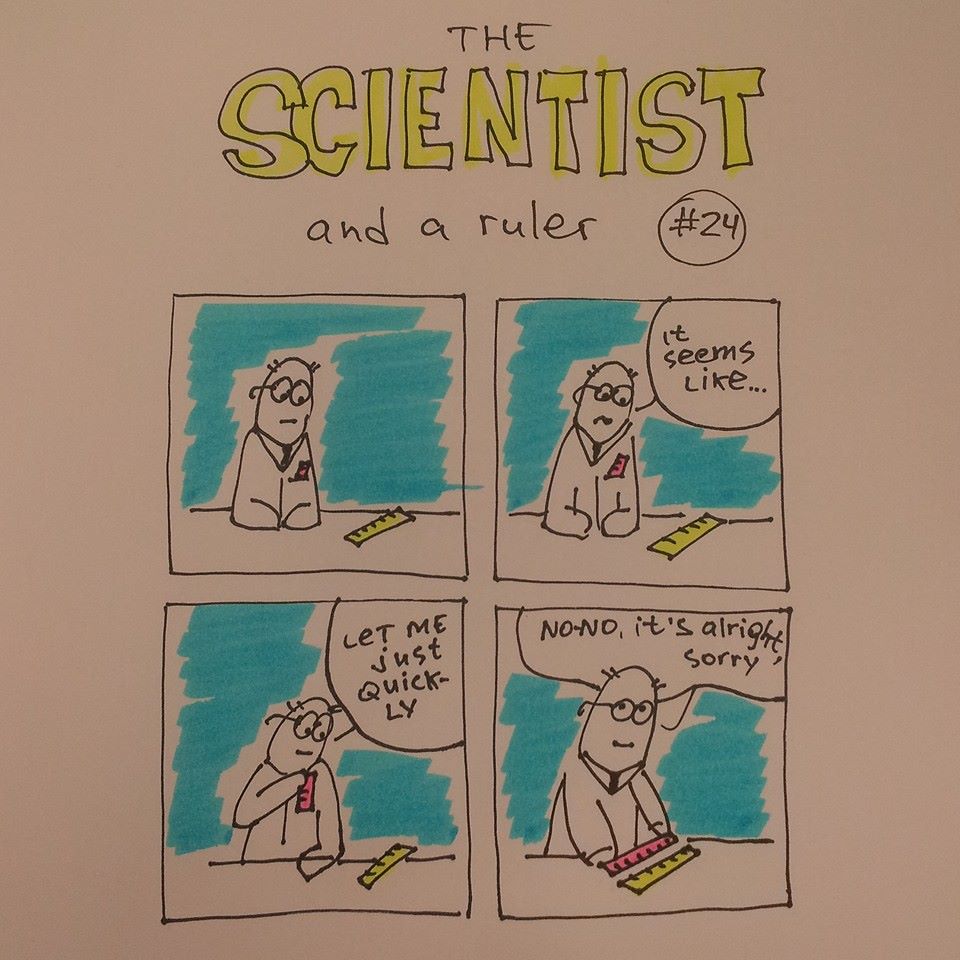 THE
SCIENTIST
and a ruler
#24
it
seems
Like...
LET ME
just
QUICK-
LY
NO-NO, it's alright,
sorry